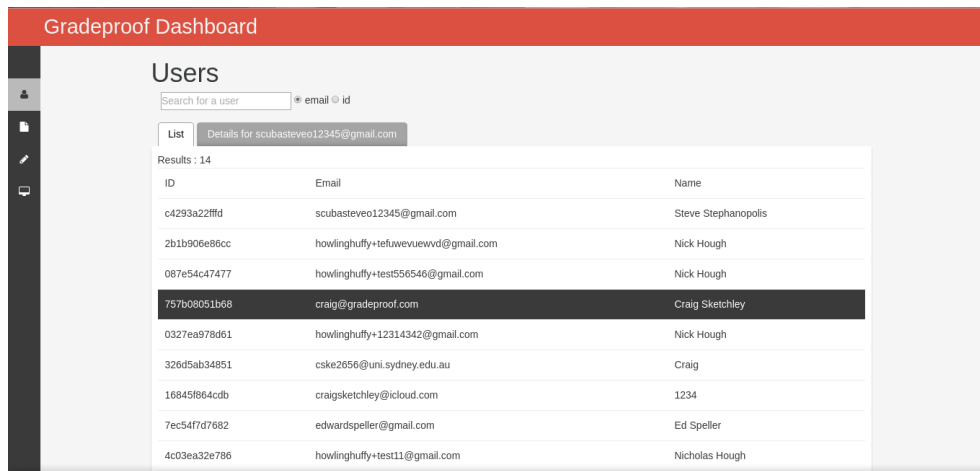 Gradeproof Dashboard
Users
Search for a user email id
List Details for scubasteveo12345@gmail.com
Results : 14
ID Email Name
c4293a22fffd scubasteveo12345@gmail.com Steve Stephanopolis
2b1b906e86cc howlinghuffy+tefuwevuewvd@gmail.com Nick Hough
087e54c47477 howlinghuffy+test556546@gmail.com Nick Hough
757b08051b68 craig@gradeproof.com Craig Sketchley
0327ea978d61 howlinghuffy+12314342@gmail.com Nick Hough
326d5ab34851 cske2656@uni.sydney.edu.au Craig
16845f864cdb craigsketchley@icloud.com 1234
7ec54f7d7682 edwardspeller@gmail.com Ed Speller
4c03ea32e786 howlinghuffy+test11@gmail.com Nicholas Hough